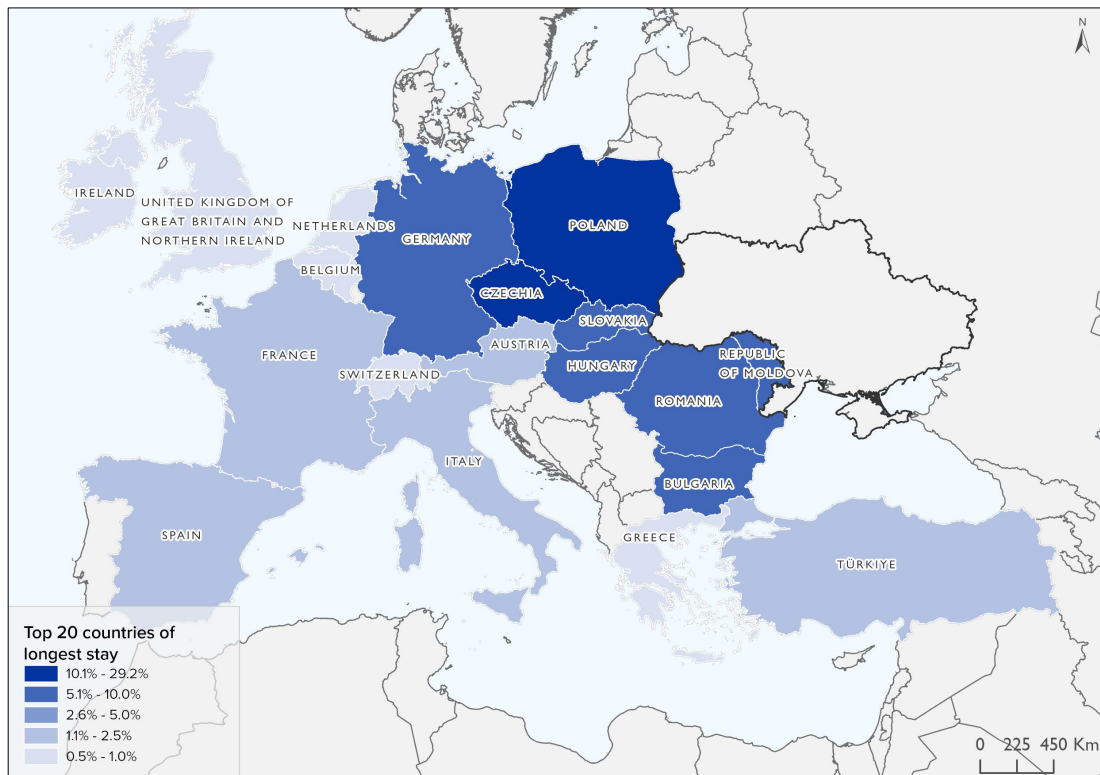 N
IRELAND
UNITED KINGDOM OF
GREAT BRITAIN AND
NORTHERN IRELAND
NETHERLANDS
BELGIUM
GERMANY
POLAND
CZECHIA
SLOVAKIA
AUSTRIA
FRANCE
SWITZERLAND
HUNGARY
REPUBLIC
OF MOLDOVA
ROMANIA
ITALY
BULGARIA
SPAIN
GREECE
TÜRKIYE
Top 20 countries of
longest stay
10.1% - 29.2%
5.1% - 10.0%
2.6% - 5.0%
1.1% - 2.5%
0.5% - 1.0%
0 225 450 Km